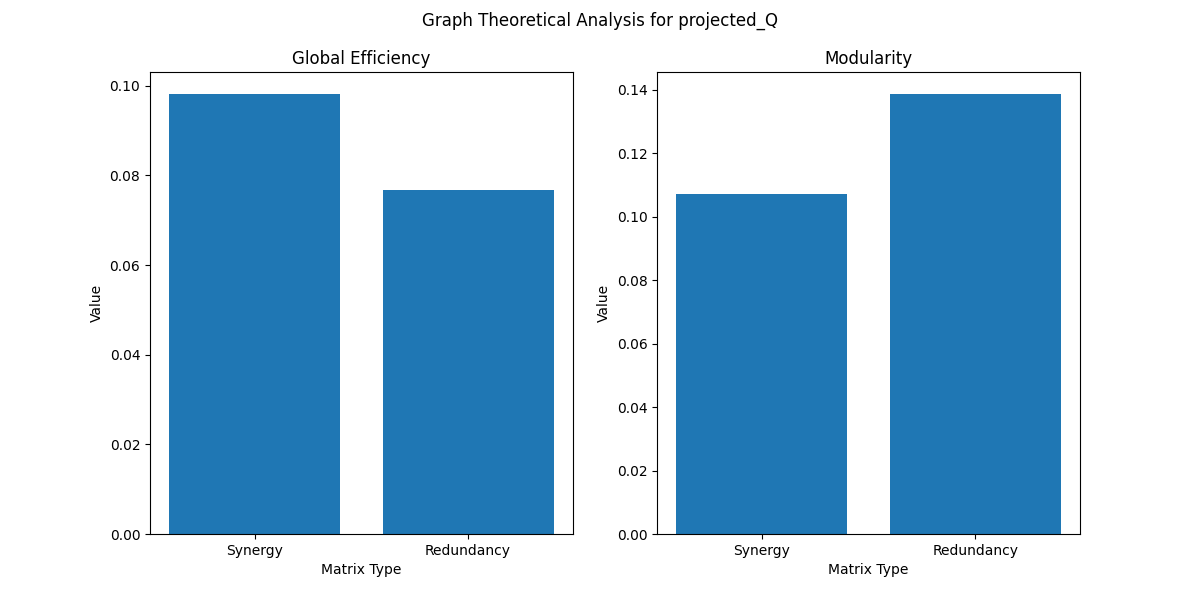 Graph Theoretical Analysis for projected_Q
Global Efficiency
0.10
0.08
0.06
0.04
0.02
0.00
Value
Synergy
Redundancy
Matrix Type
Modularity
0.14
0.12
0.10
0.08
0.06
0.04
0.02
0.00
Value
Synergy
Redundancy
Matrix Type